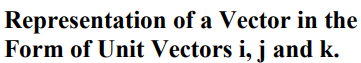 Representation of a Vector in the
Form of Unit Vectors i, j and k.